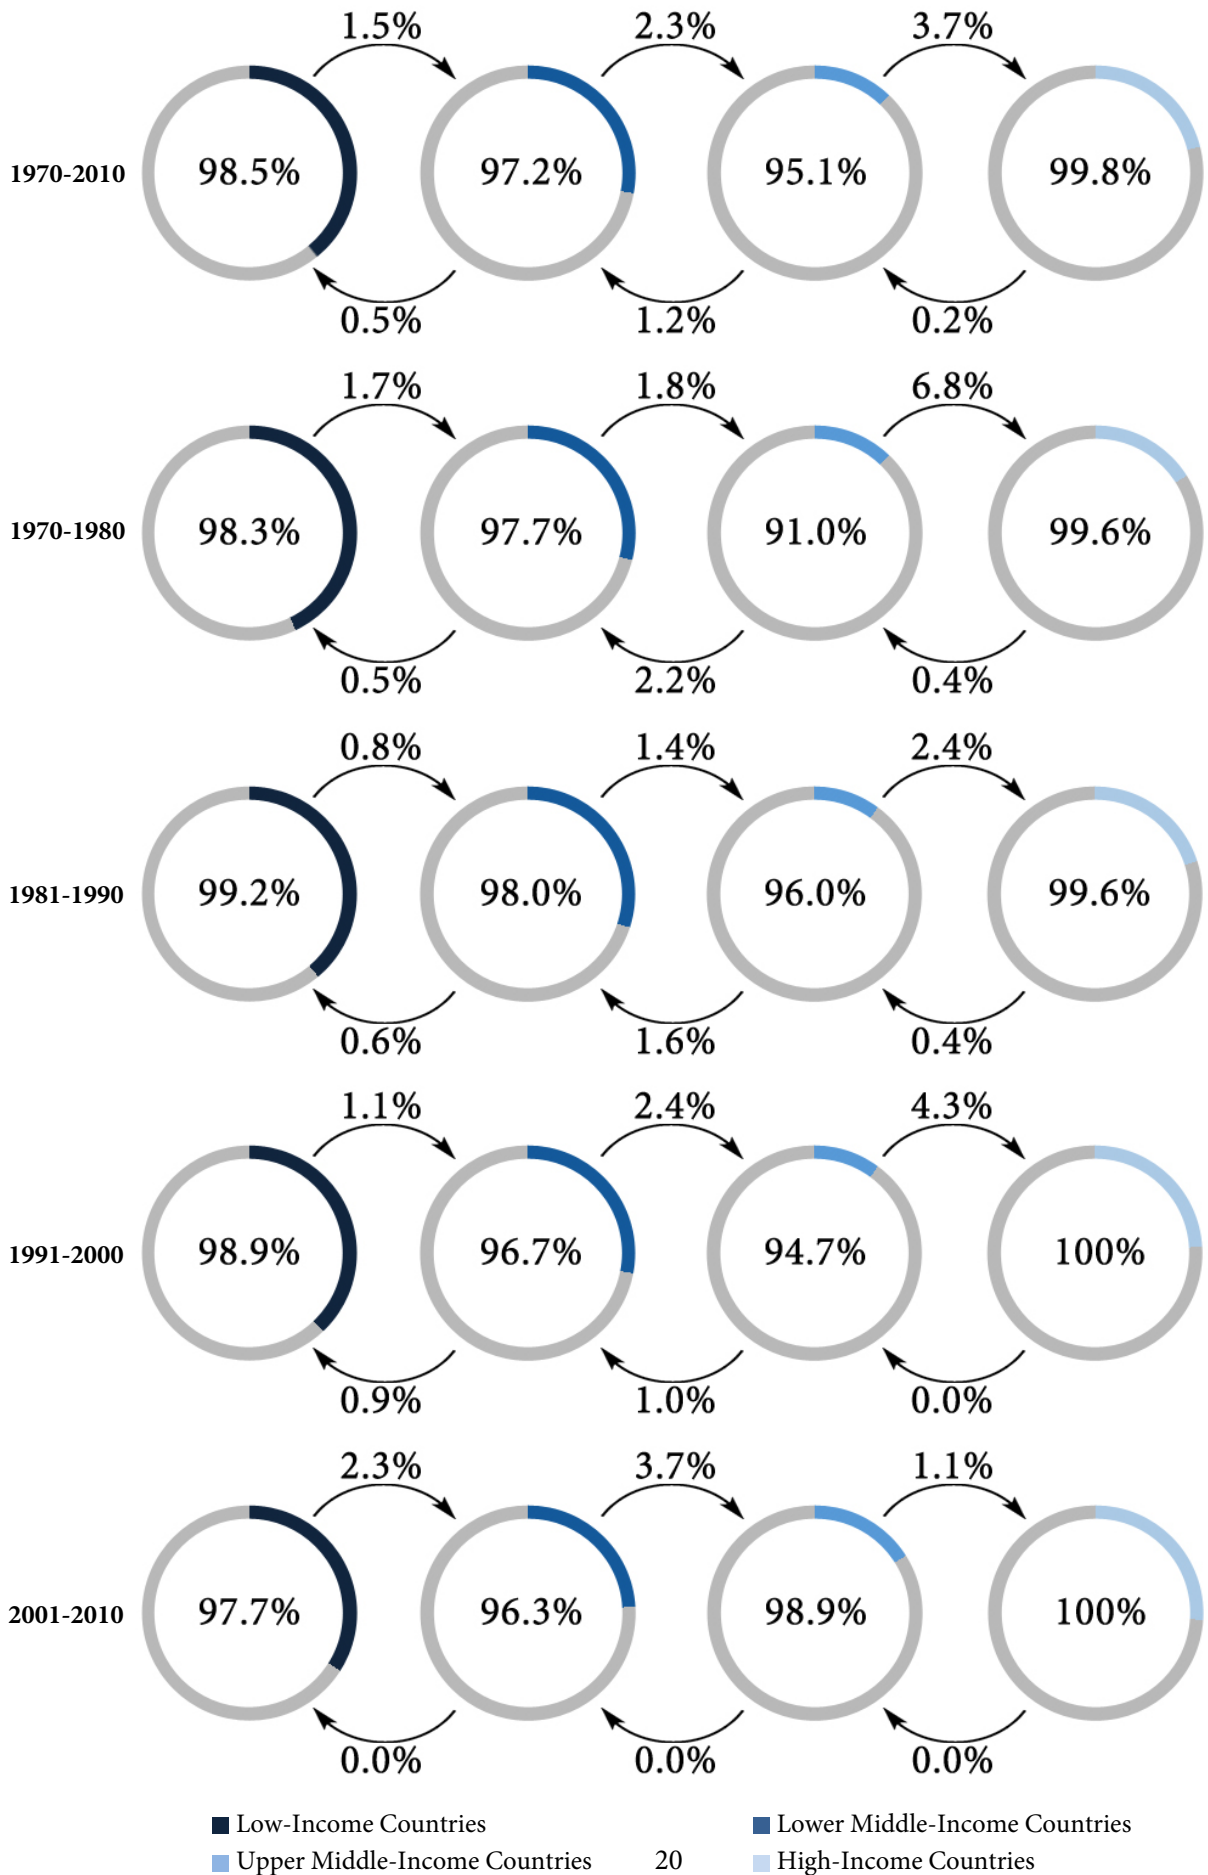 1.5% 2.3% 3.7%
1970-2010 98.5% 97.2% 95.1% 99.8%
0.5% 1.2% 0.2%
1.7% 1.8% 6.8%
1970-1980 98.3% 97.7% 91.0% 99.6%
0.5% 2.2% 0.4%
0.8% 1.4% 2.4%
1981-1990 99.2% 98.0% 96.0% 99.6%
0.6% 1.6% 0.4%
1.1% 2.4% 4.3%
1991-2000 98.9% 96.7% 94.7% 100%
0.9% 1.0% 0.0%
2.3% 3.7% 1.1%
2001-2010 97.7% 96.3% 98.9% 100%
0.0% 0.0% 0.0%
Low-Income Countries Lower Middle-Income Countries
Upper Middle-Income Countries 20 High-Income Countries